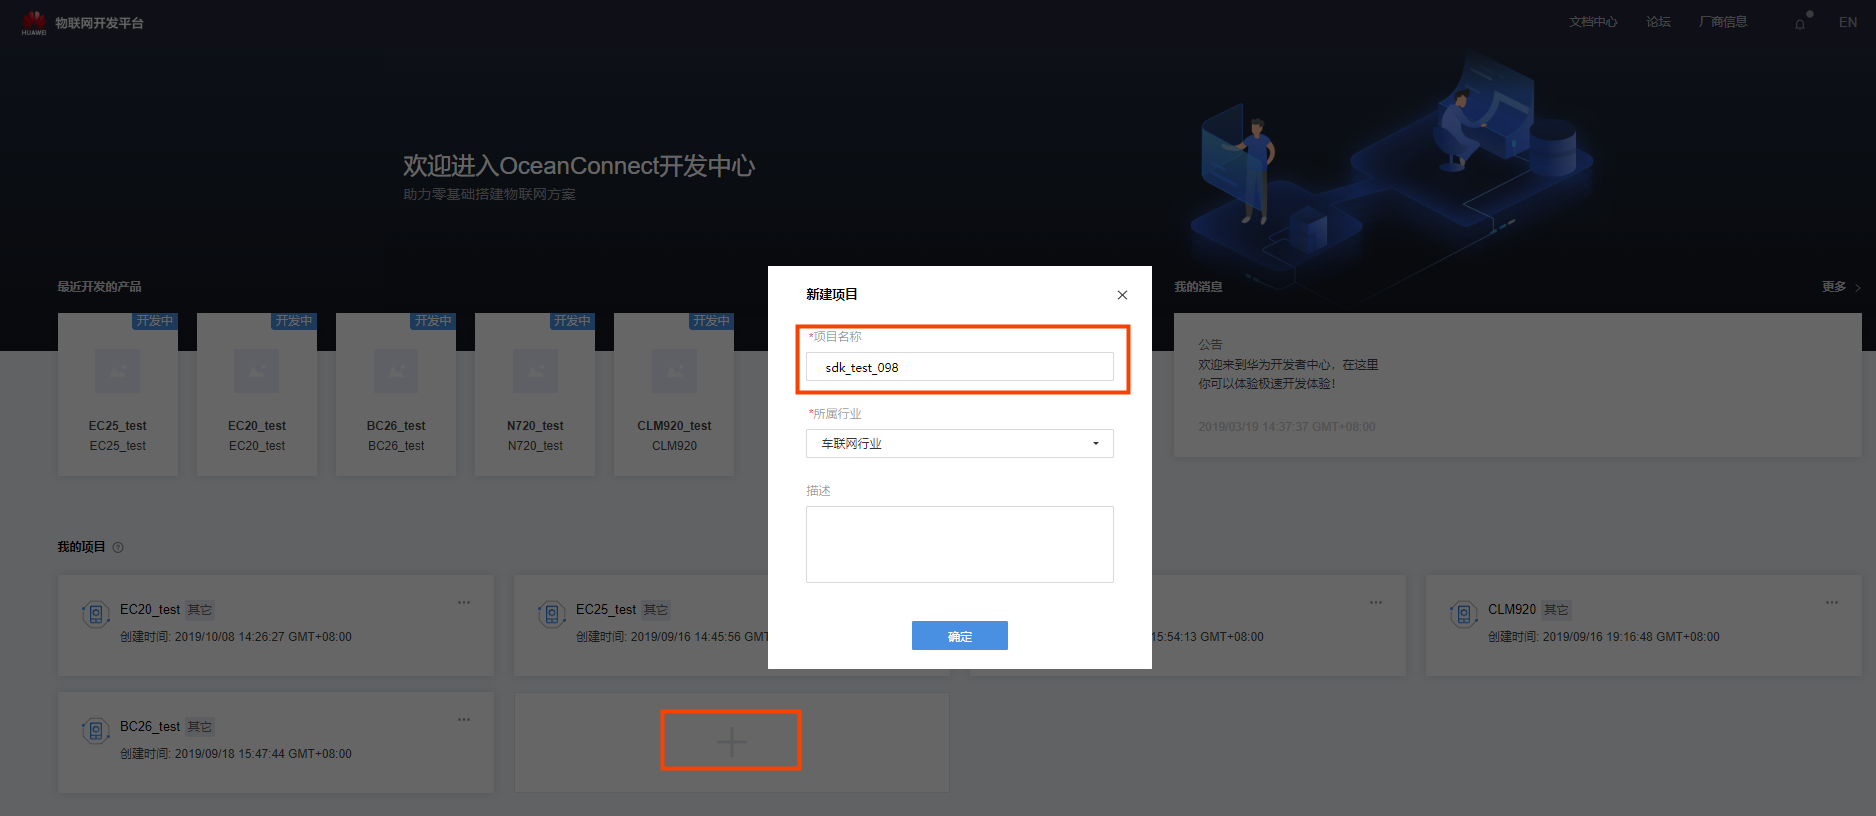 HUAWEI
物联网开发平台
文档中心
论坛
厂商信息
EN
欢迎进入OceanConnect开发中心
助力零基础搭建物联网方案
最近开发的产品
开发中
EC25_test
EC25_test
开发中
EC20_test
EC20_test
开发中
BC26_test
BC26_test
开发中
N720_test
N720_test
开发中
CLM920_test
CLM920
我的消息
更多
公告
欢迎来到华为开发者中心，在这里
你可以体验极速开发体验!
2019/03/19 14:37:37 GMT+08:00
新建项目
*项目名称
sdk_test_098
*所属行业
车联网行业
描述
确定
我的项目
EC20_test 其它
创建时间: 2019/10/08 14:26:27 GMT+08:00
EC25_test 其它
创建时间: 2019/09/16 14:45:56 GMT
15:54:13 GMT+08:00
CLM920 其它
创建时间: 2019/09/16 19:16:48 GMT+08:00
BC26_test 其它
创建时间: 2019/09/18 15:47:44 GMT+08:00